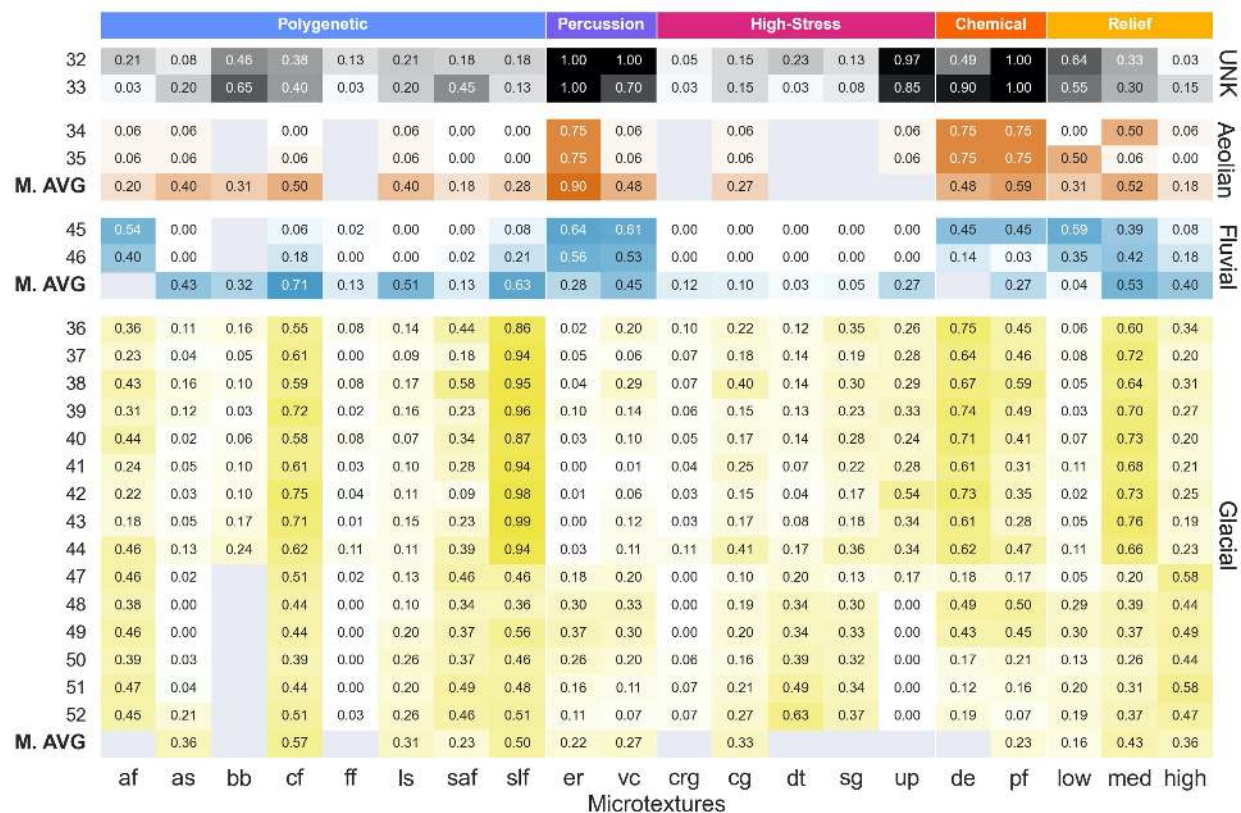 Polygenetic Percussion High-Stress Chemical Relief
32 0.21 0.08 0.46 0.38 0.13 0.21 0.18 0.18 1.00 1.00 0.05 0.15 0.23 0.13 0.97 0.49 1.00 0.64 0.33 0.03
33 0.03 0.20 0.65 0.40 0.03 0.20 0.45 0.13 1.00 0.70 0.03 0.15 0.03 0.08 0.85 0.90 1.00 0.55 0.30 0.15
UNK
34 0.06 0.06 0.00 0.06 0.00 0.00 0.75 0.06 0.06 0.06 0.75 0.75 0.00 0.50 0.06
35 0.06 0.06 0.06 0.06 0.00 0.00 0.75 0.06 0.06 0.06 0.75 0.75 0.50 0.06 0.00
M. AVG 0.20 0.40 0.31 0.50 0.40 0.18 0.28 0.90 0.48 0.27 0.48 0.59 0.31 0.52 0.18
Aeolian
45 0.54 0.00 0.06 0.02 0.00 0.00 0.08 0.64 0.61 0.00 0.00 0.00 0.00 0.00 0.45 0.45 0.59 0.39 0.08
46 0.40 0.00 0.18 0.00 0.00 0.02 0.21 0.56 0.53 0.00 0.00 0.00 0.00 0.00 0.14 0.03 0.35 0.42 0.18
M. AVG 0.43 0.32 0.71 0.13 0.51 0.13 0.63 0.28 0.45 0.12 0.10 0.03 0.05 0.27 0.27 0.04 0.53 0.40
Fluvial
36 0.36 0.11 0.16 0.55 0.08 0.14 0.44 0.86 0.02 0.20 0.10 0.22 0.12 0.35 0.26 0.75 0.45 0.06 0.60 0.34
37 0.23 0.04 0.05 0.61 0.00 0.09 0.18 0.94 0.05 0.06 0.07 0.18 0.14 0.19 0.28 0.64 0.46 0.08 0.72 0.20
38 0.43 0.16 0.10 0.59 0.08 0.17 0.58 0.95 0.04 0.29 0.07 0.40 0.14 0.30 0.29 0.67 0.59 0.05 0.64 0.31
39 0.31 0.12 0.03 0.72 0.02 0.16 0.23 0.96 0.10 0.14 0.06 0.15 0.13 0.23 0.33 0.74 0.49 0.03 0.70 0.27
40 0.44 0.02 0.06 0.58 0.08 0.07 0.34 0.87 0.03 0.10 0.05 0.17 0.14 0.28 0.24 0.71 0.41 0.07 0.73 0.20
41 0.24 0.05 0.10 0.61 0.03 0.10 0.28 0.94 0.00 0.01 0.04 0.25 0.07 0.22 0.28 0.61 0.31 0.11 0.68 0.21
42 0.22 0.03 0.10 0.75 0.04 0.11 0.09 0.98 0.01 0.06 0.03 0.15 0.04 0.17 0.54 0.73 0.35 0.02 0.73 0.25
43 0.18 0.05 0.17 0.71 0.01 0.15 0.23 0.99 0.00 0.12 0.03 0.17 0.08 0.18 0.34 0.61 0.28 0.05 0.76 0.19
44 0.46 0.13 0.24 0.62 0.11 0.11 0.39 0.94 0.03 0.11 0.11 0.41 0.17 0.36 0.34 0.62 0.47 0.11 0.66 0.23
47 0.46 0.02 0.51 0.02 0.13 0.46 0.46 0.18 0.20 0.00 0.10 0.20 0.13 0.17 0.18 0.17 0.05 0.20 0.58
48 0.38 0.00 0.44 0.00 0.10 0.34 0.36 0.30 0.33 0.00 0.19 0.34 0.30 0.00 0.49 0.50 0.29 0.39 0.44
49 0.46 0.00 0.44 0.00 0.20 0.37 0.56 0.37 0.30 0.00 0.20 0.34 0.33 0.00 0.43 0.45 0.30 0.37 0.49
50 0.39 0.03 0.39 0.00 0.26 0.37 0.46 0.26 0.20 0.06 0.16 0.39 0.32 0.00 0.17 0.21 0.13 0.26 0.44
51 0.47 0.04 0.44 0.00 0.20 0.49 0.48 0.16 0.11 0.07 0.21 0.49 0.34 0.00 0.12 0.16 0.20 0.31 0.58
52 0.45 0.21 0.51 0.03 0.26 0.46 0.51 0.11 0.07 0.07 0.27 0.63 0.37 0.00 0.19 0.07 0.19 0.37 0.47
M. AVG 0.36 0.57 0.31 0.23 0.50 0.22 0.27 0.33 0.23 0.16 0.43 0.36
Glacial
af as bb cf ff ls saf slf er vc crg cg dt sg up de pf low med high
Microtextures